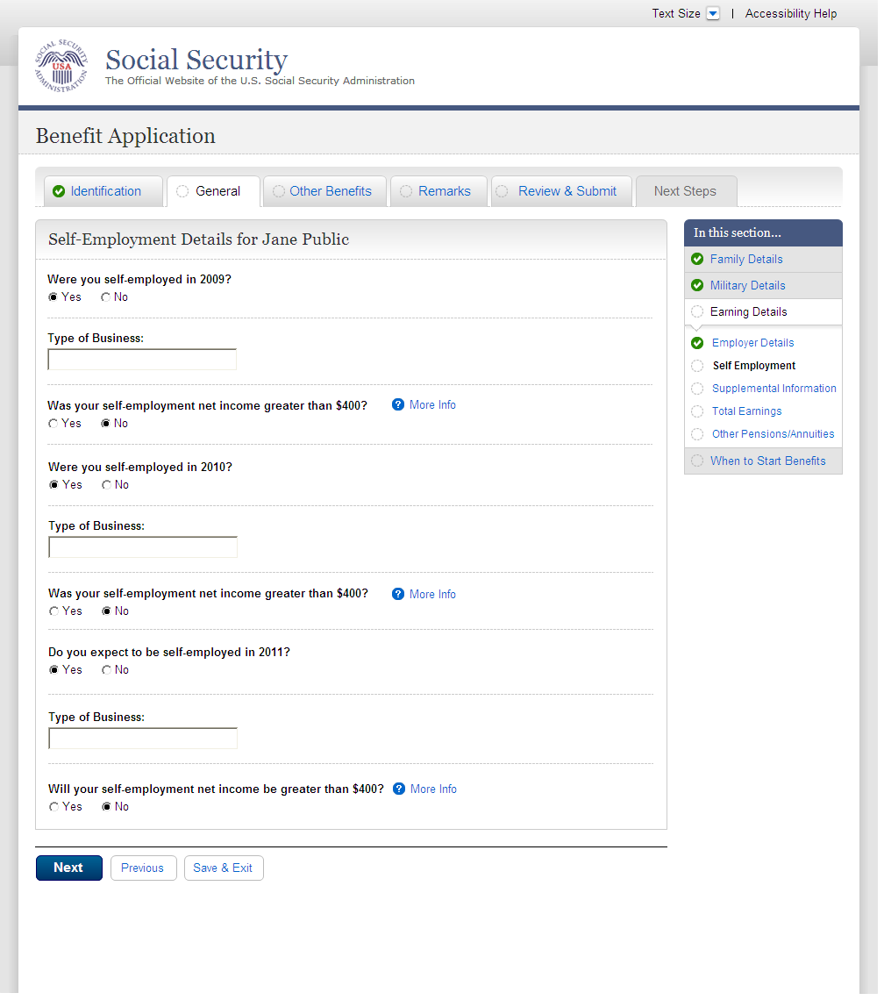 Text Size | Accessibility Help
SOCIAL SECURITY ADMINISTRATION
USA
Social Security
The Official Website of the U.S. Social Security Administration
Benefit Application
Identification General Other Benefits Remarks Review & Submit Next Steps
Self-Employment Details for Jane Public
Were you self-employed in 2009?
Yes No
Type of Business:
Was your self-employment net income greater than $400? ? More Info
Yes No
Were you self-employed in 2010?
Yes No
Type of Business:
Was your self-employment net income greater than $400? ? More Info
Yes No
Do you expect to be self-employed in 2011?
Yes No
Type of Business:
Will your self-employment net income be greater than $400? ? More Info
Yes No
Next Previous Save & Exit
In this section...
Family Details
Military Details
Earning Details
Employer Details
Self Employment
Supplemental Information
Total Earnings
Other Pensions/Annuities
When to Start Benefits